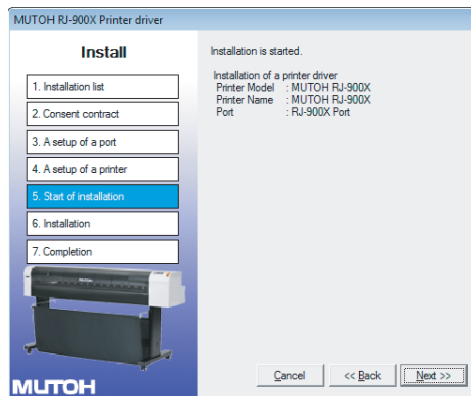 MUTOH RJ-900X Printer driver
Install
1. Installation list
2. Consent contract
3. A setup of a port
4. A setup of a printer
5. Start of installation
6. Installation
7. Completion
MUTOH
Installation is started.
Installation of a printer driver
Printer Model : MUTOH RJ-900X
Printer Name : MUTOH RJ-900X
Port : RJ-900X Port
Cancel
<< Back
Next >>